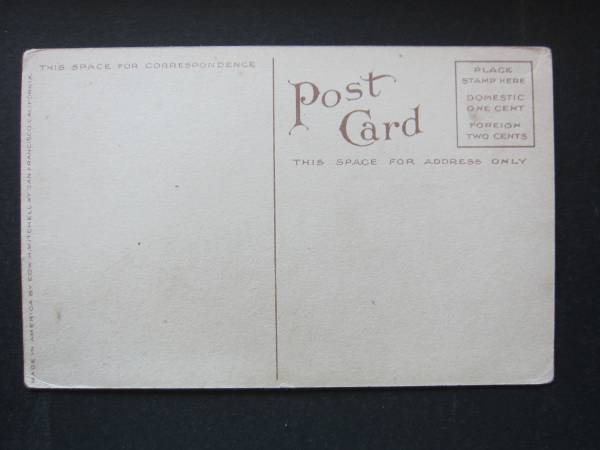 THIS SPACE FOR CORRESPONDENCE
Post
Card
PLACE
STAMP HERE
DOMESTIC
ONE CENT
FOREIGN
TWO CENTS
THIS SPACE FOR ADDRESS ONLY
MADE IN AMERICA BY EDW. H. MITCHELL AT SAN FRANCISCO, CALIFORNIA.